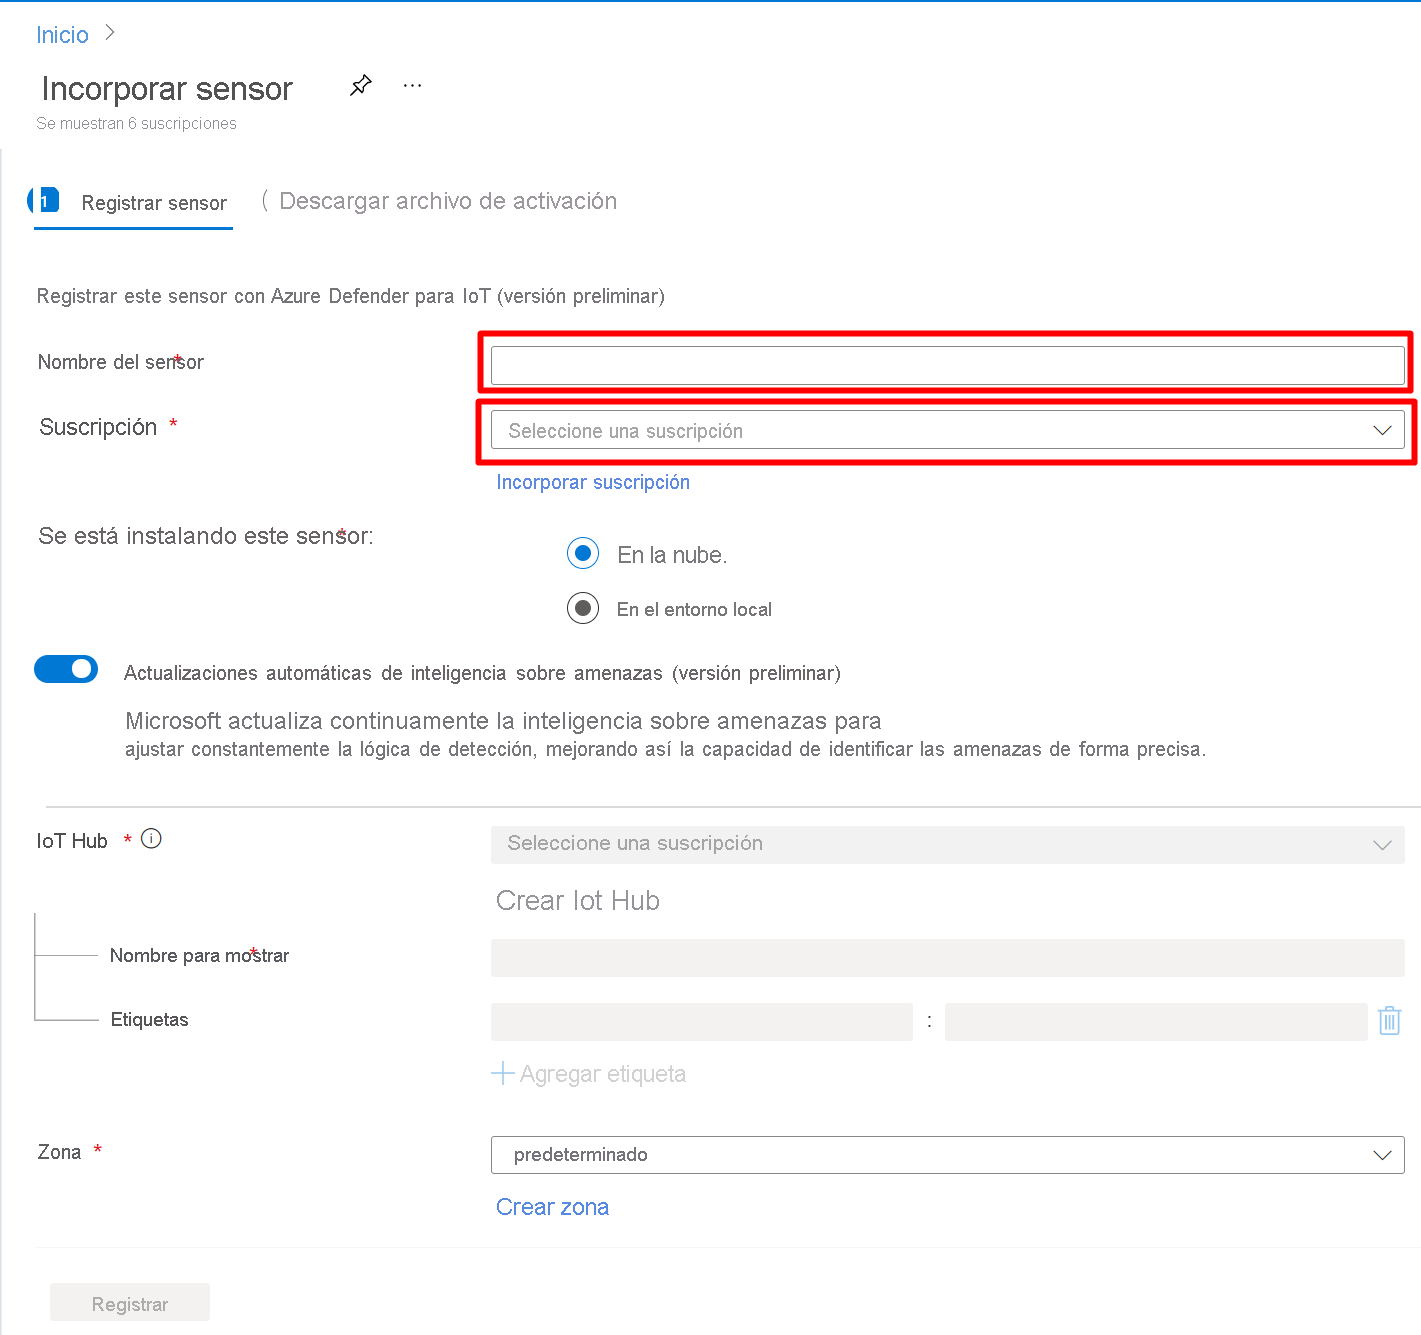 Inicio
Incorporar sensor
Se muestran 6 suscripciones
1 Registrar sensor Descargar archivo de activación
Registrar este sensor con Azure Defender para IoT (versión preliminar)
Nombre del sensor *
Suscripción *
Seleccione una suscripción
Incorporar suscripción
Se está instalando este sensor: *
En la nube.
En el entorno local
Actualizaciones automáticas de inteligencia sobre amenazas (versión preliminar)
Microsoft actualiza continuamente la inteligencia sobre amenazas para
ajustar constantemente la lógica de detección, mejorando así la capacidad de identificar las amenazas de forma precisa.
IoT Hub *
Seleccione una suscripción
Crear Iot Hub
Nombre para mostrar *
Etiquetas :
Agregar etiqueta
Zona *
predeterminado
Crear zona
Registrar